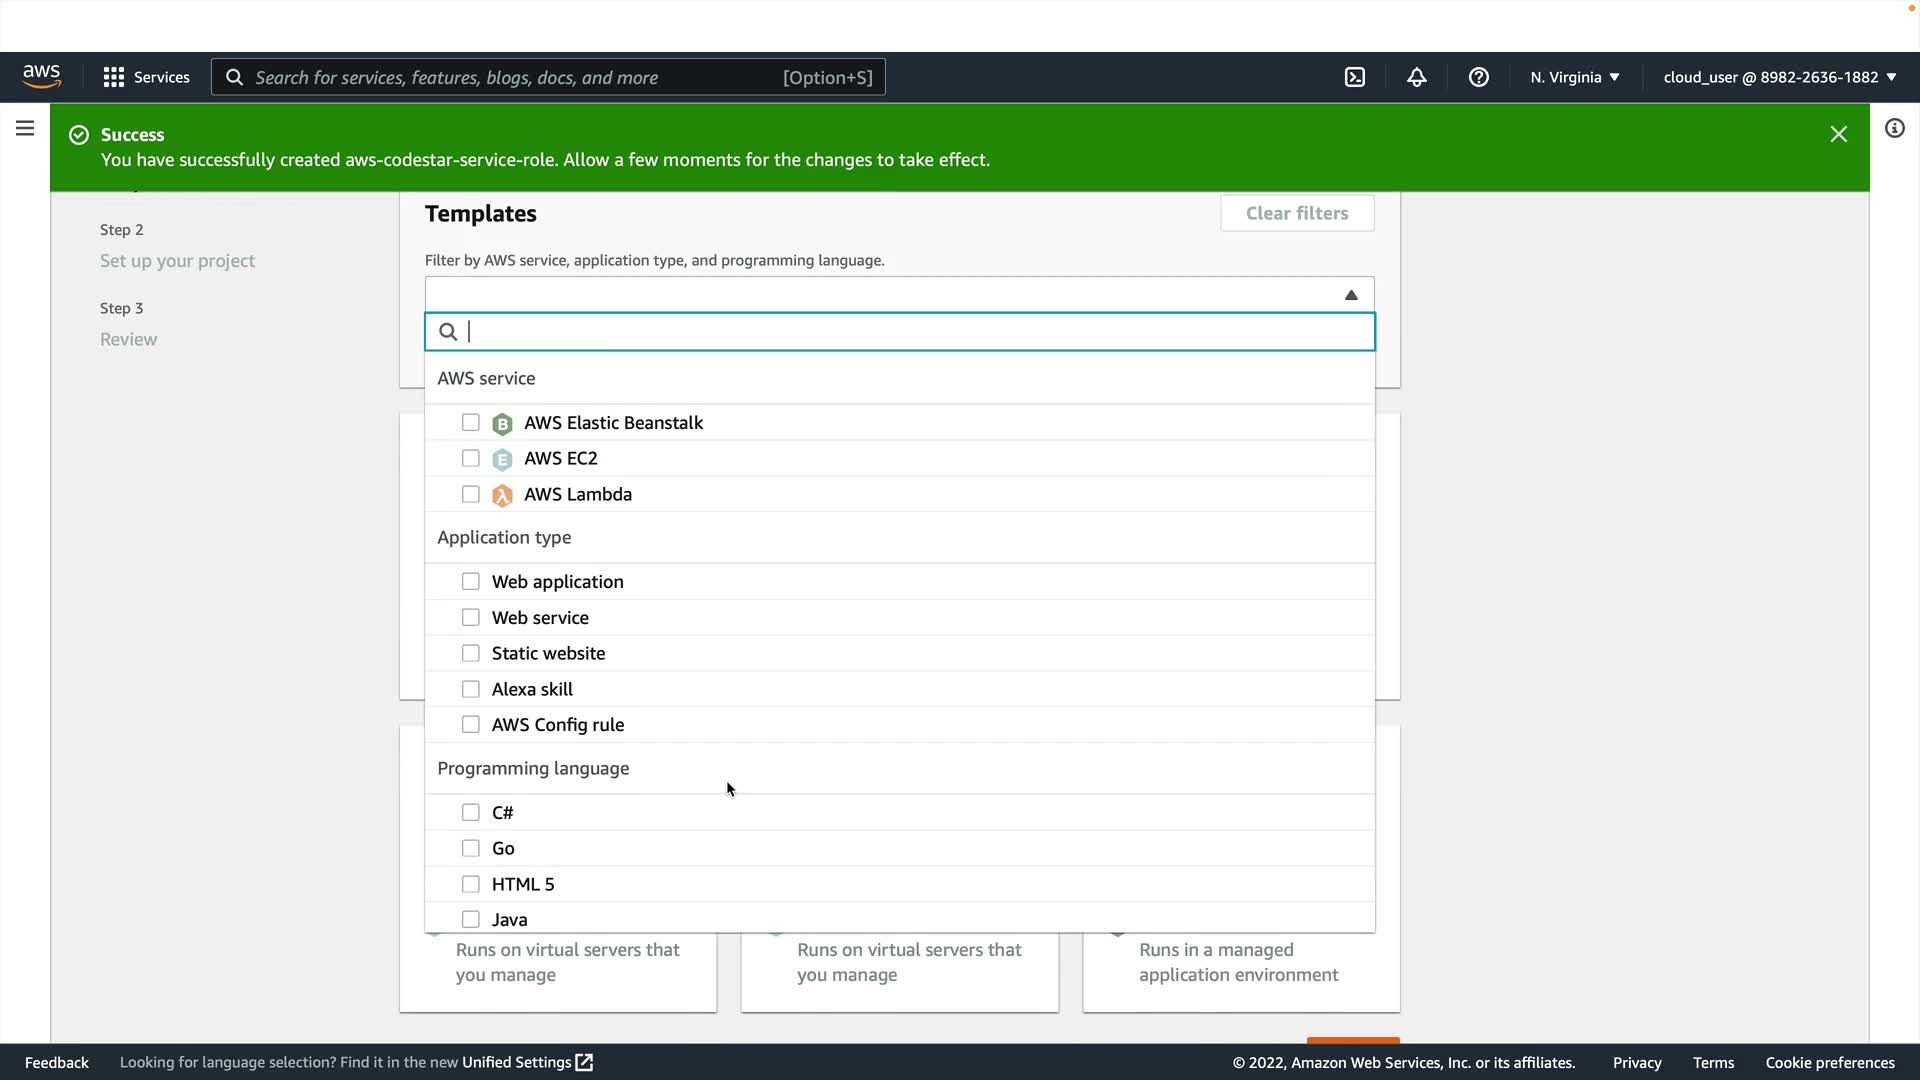 aws
Services
Search for services, features, blogs, docs, and more
[Option+S]
N. Virginia
cloud_user @ 8982-2636-1882
Success
You have successfully created aws-codestar-service-role. Allow a few moments for the changes to take effect.
Step 2
Set up your project
Step 3
Review
Templates
Clear filters
Filter by AWS service, application type, and programming language.
AWS service
B AWS Elastic Beanstalk
E AWS EC2
λ AWS Lambda
Application type
Web application
Web service
Static website
Alexa skill
AWS Config rule
Programming language
C#
Go
HTML 5
Java
Runs on virtual servers that
you manage
Runs on virtual servers that
you manage
Runs in a managed
application environment
Feedback
Looking for language selection? Find it in the new Unified Settings
© 2022, Amazon Web Services, Inc. or its affiliates.
Privacy
Terms
Cookie preferences